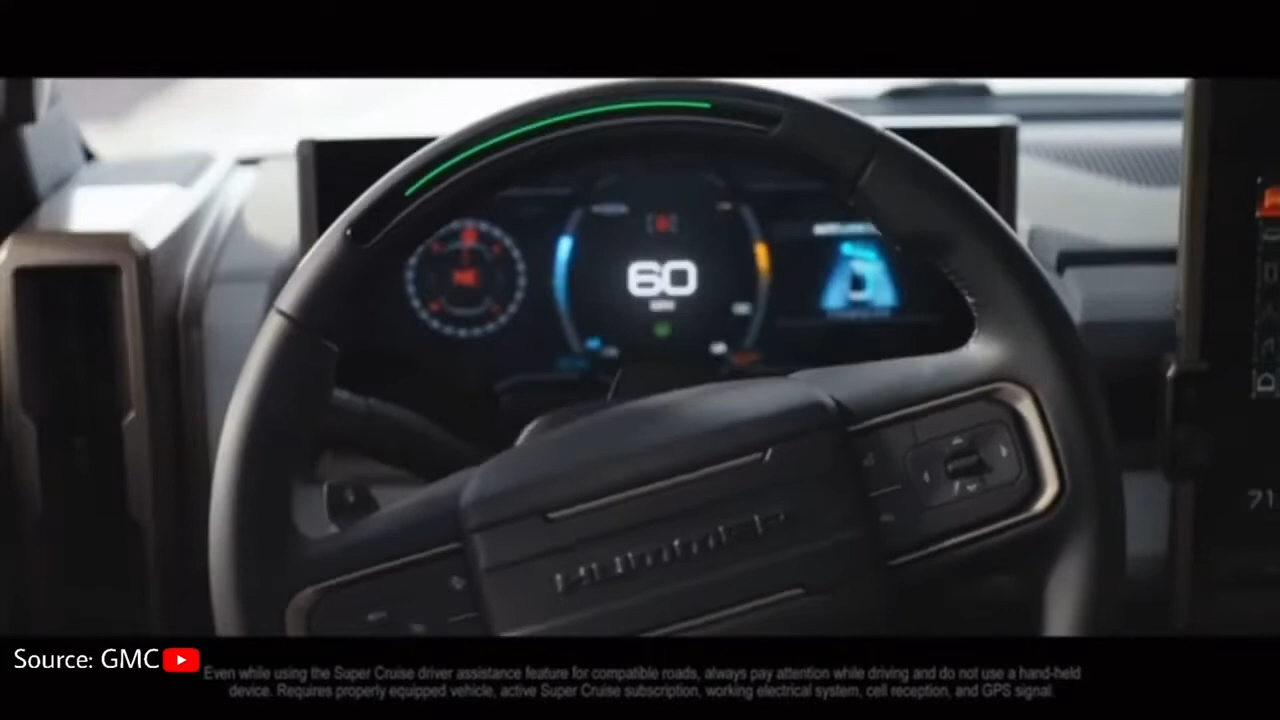 60
HUMMER
71
Source: GMC
Even while using the Super Cruise driver assistance feature for compatible roads, always pay attention while driving and do not use a hand-held
device. Requires properly equipped vehicle, active Super Cruise subscription, working electrical system, cell reception, and GPS signal.